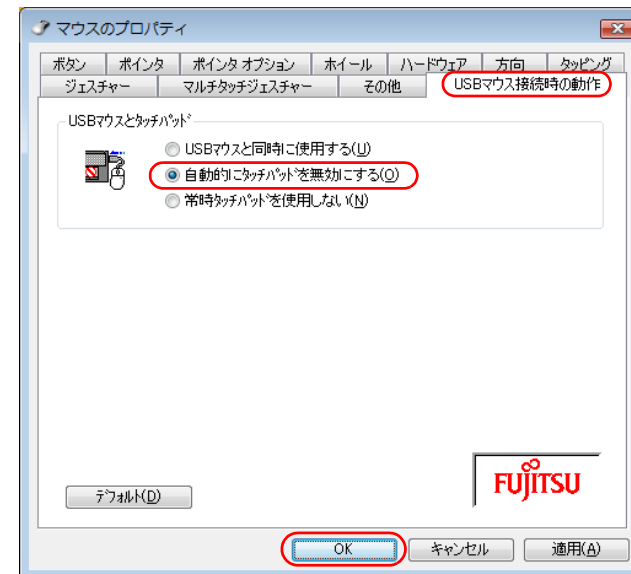 マウスのプロパティ
ボタン ポインタ ポインタ オプション ホイール ハードウェア 方向 タッピング
ジェスチャー マルチタッチジェスチャー その他 USBマウス接続時の動作
USBﾏｳｽとﾀｯﾁﾊﾟｯﾄﾞ
USBマウスと同時に使用する(U)
自動的にﾀｯﾁﾊﾟｯﾄﾞを無効にする(O)
常時ﾀｯﾁﾊﾟｯﾄﾞを使用しない(N)
FUJITSU
ﾃﾞﾌｫﾙﾄ(D)
OK キャンセル 適用(A)